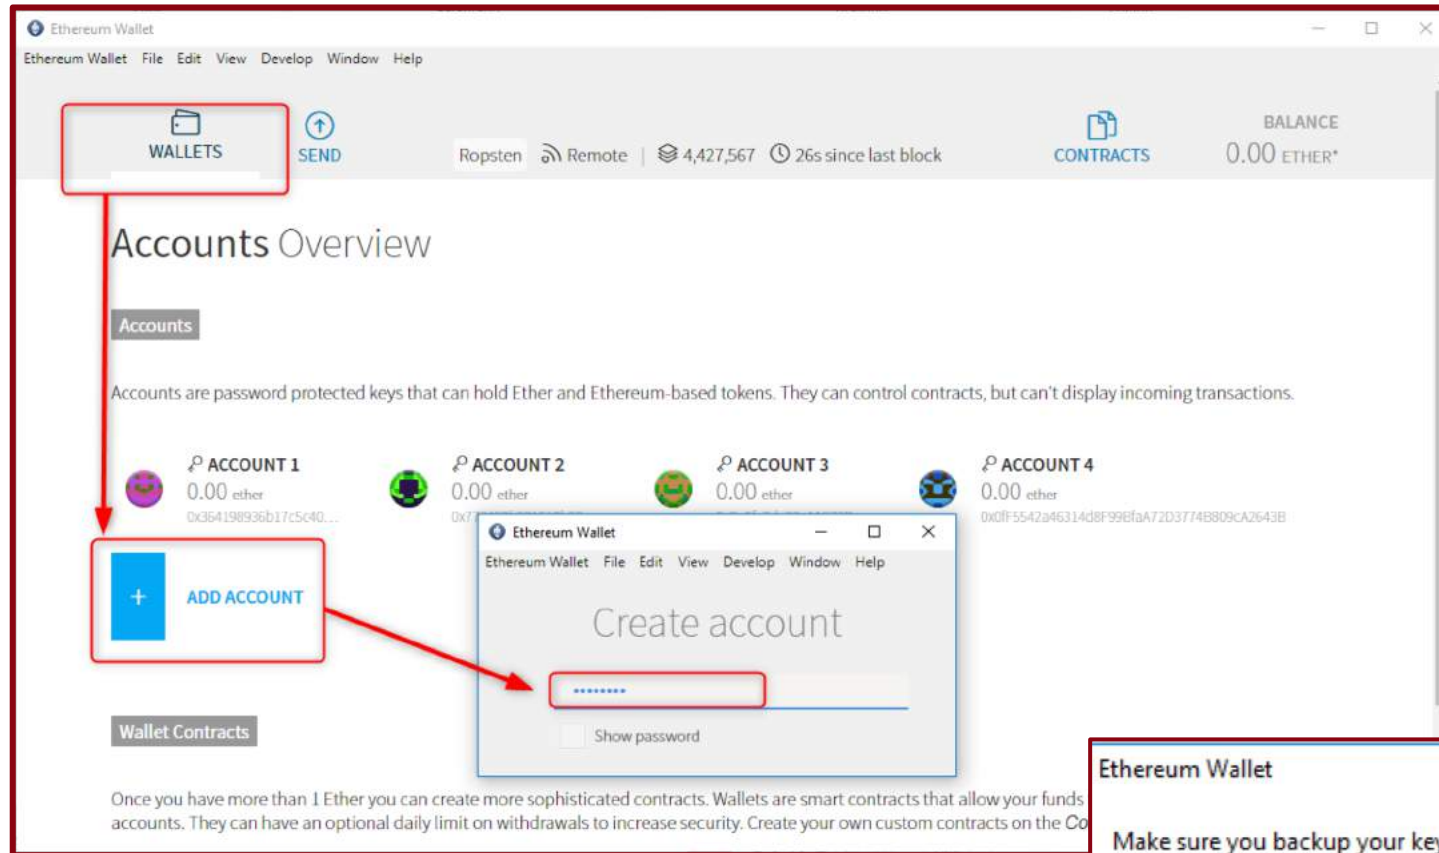 Ethereum Wallet
Ethereum Wallet File Edit View Develop Window Help
WALLETS
SEND
Ropsten Remote | 4,427,567 26s since last block
CONTRACTS
BALANCE
0.00 ETHER*
Accounts Overview
Accounts
Accounts are password protected keys that can hold Ether and Ethereum-based tokens. They can control contracts, but can't display incoming transactions.
ACCOUNT 1
0.00 ether
0x364198936b17c5c40...
ACCOUNT 2
0.00 ether
ACCOUNT 3
0.00 ether
ACCOUNT 4
0.00 ether
0x0fF5542a46314d8F99BfaA72D3774B809cA2643B
+ ADD ACCOUNT
Ethereum Wallet
Ethereum Wallet File Edit View Develop Window Help
Create account
••••••••
Show password
Wallet Contracts
Once you have more than 1 Ether you can create more sophisticated contracts. Wallets are smart contracts that allow your funds
accounts. They can have an optional daily limit on withdrawals to increase security. Create your own custom contracts on the Co
Ethereum Wallet
Make sure you backup your key